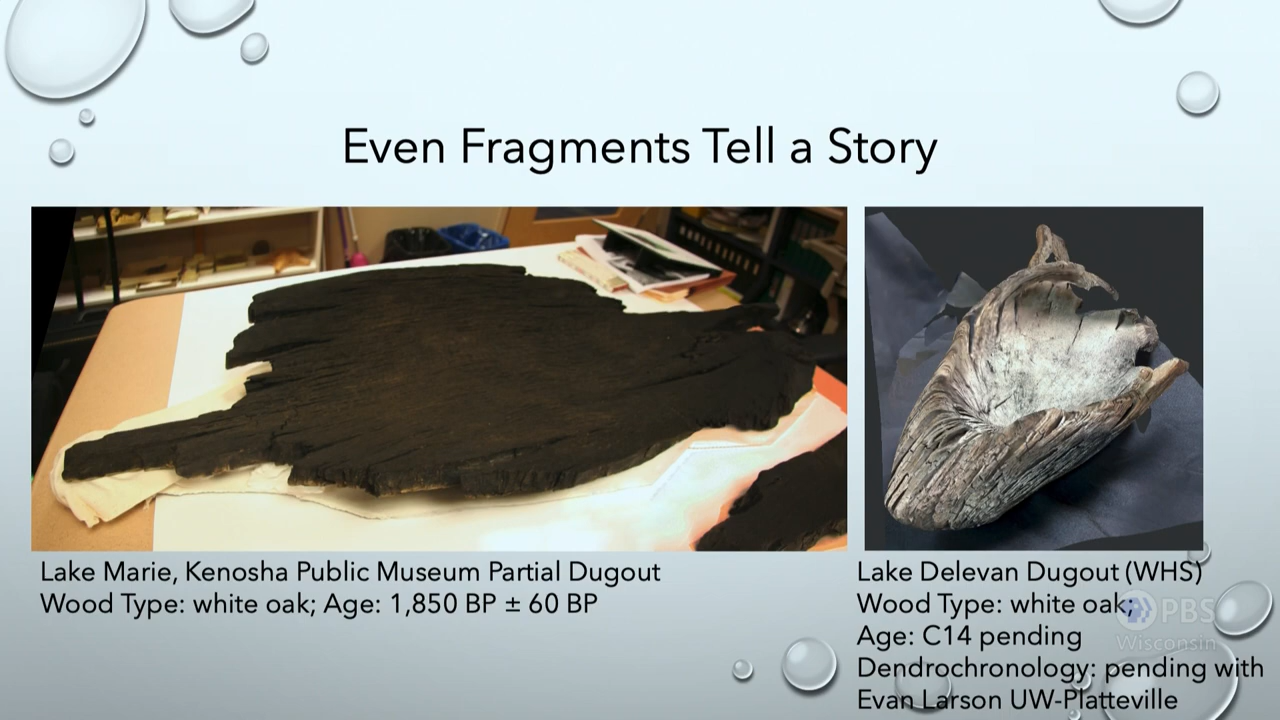 Even Fragments Tell a Story
Lake Marie, Kenosha Public Museum Partial Dugout
Wood Type: white oak; Age: 1,850 BP ± 60 BP
Lake Delevan Dugout (WHS)
Wood Type: white oak;
Age: C14 pending
Dendrochronology: pending with
Evan Larson UW-Platteville
PBS
Wisconsin